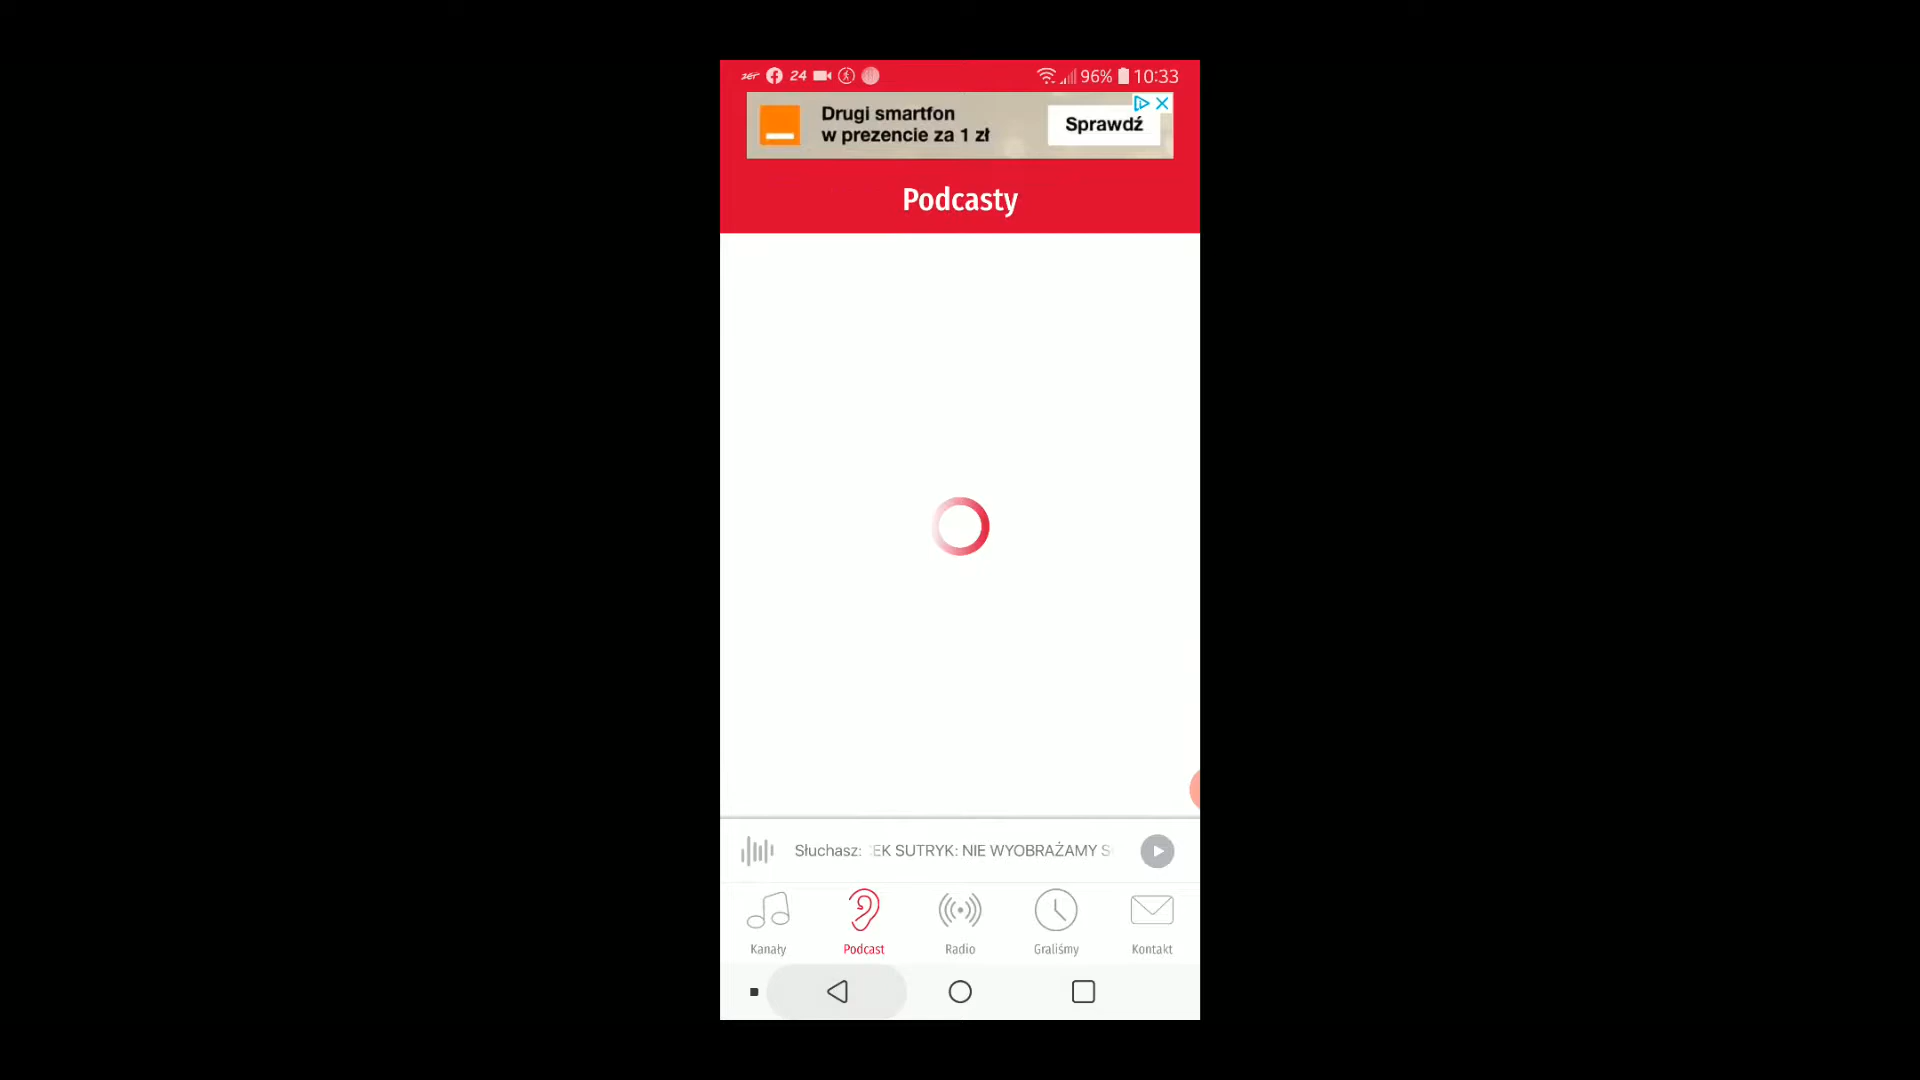 24 96% 10:33
Drugi smartfon
w prezencie za 1 zł
Sprawdź
Podcasty
Słuchasz: EK SUTRYK: NIE WYOBRAŻAMY S
Kanały Podcast Radio Graliśmy Kontakt